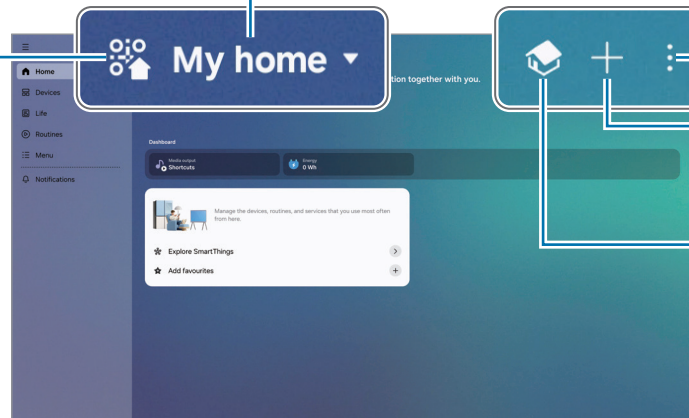 My home
tion together with you.
Home
Devices
Life
Routines
Menu
Notifications
Dashboard
Media output
Shortcuts
Energy
0 Wh
Manage the devices, routines, and services that you use most often
from here.
Explore SmartThings
Add favourites